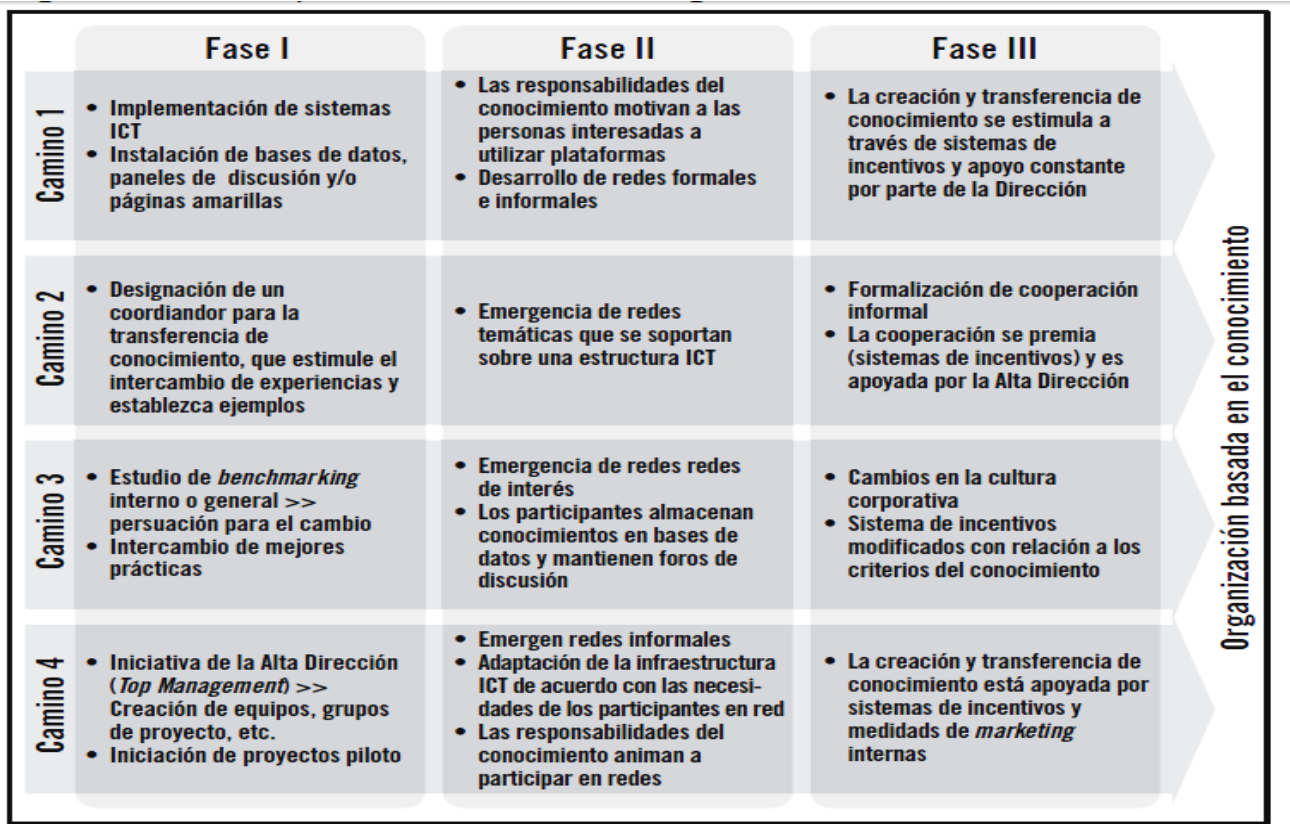 Fase I
Fase II
Fase III
Camino 1
• Implementación de sistemas
ICT
• Instalación de bases de datos,
paneles de discusión y/o
páginas amarillas
• Las responsabilidades del
conocimiento motivan a las
personas interesadas a
utilizar plataformas
• Desarrollo de redes formales
e informales
• La creación y transferencia de
conocimiento se estimula a
través de sistemas de
incentivos y apoyo constante
por parte de la Dirección
Camino 2
• Designación de un
coordiandor para la
transferencia de
conocimiento, que estimule el
intercambio de experiencias y
establezca ejemplos
• Emergencia de redes
temáticas que se soportan
sobre una estructura ICT
• Formalización de cooperación
informal
• La cooperación se premia
(sistemas de incentivos) y es
apoyada por la Alta Dirección
Camino 3
• Estudio de benchmarking
interno o general >>
persuación para el cambio
• Intercambio de mejores
prácticas
• Emergencia de redes redes
de interés
• Los participantes almacenan
conocimientos en bases de
datos y mantienen foros de
discusión
• Cambios en la cultura
corporativa
• Sistema de incentivos
modificados con relación a los
criterios del conocimiento
Camino 4
• Iniciativa de la Alta Dirección
(Top Management) >>
Creación de equipos, grupos
de proyecto, etc.
• Iniciación de proyectos piloto
• Emergen redes informales
• Adaptación de la infraestructura
ICT de acuerdo con las necesi-
dades de los participantes en red
• Las responsabilidades del
conocimiento animan a
participar en redes
• La creación y transferencia de
conocimiento está apoyada por
sistemas de incentivos y
medidads de marketing
internas
Organización basada en el conocimiento